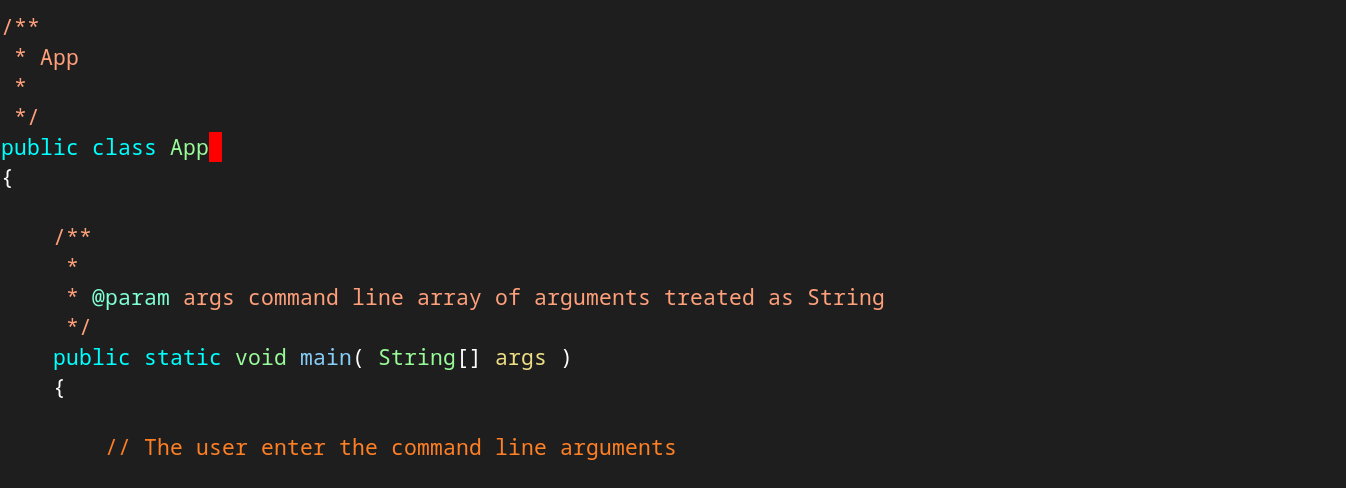 /**
 * App
 *
 */
public class App
{
    /**
     *
     * @param args command line array of arguments treated as String
     */
    public static void main( String[] args )
    {
        // The user enter the command line arguments